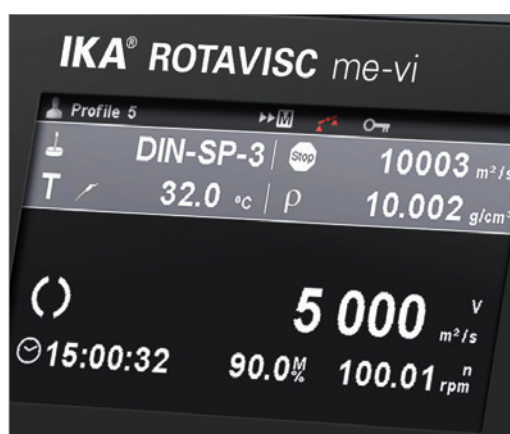 IKA® ROTAVISC me-vi
Profile 5 M
DIN-SP-3 Stop 10003 m²/s
T 32.0 °C ρ 10.002 g/cm³
5 000 V m²/s
15:00:32 90.0 M % 100.01 n rpm